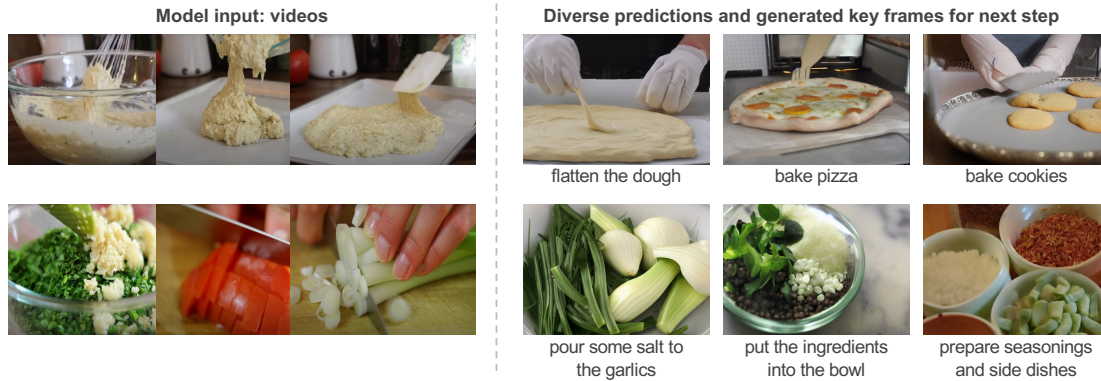 Model input: videos
Diverse predictions and generated key frames for next step
flatten the dough
bake pizza
bake cookies
pour some salt to
the garlics
put the ingredients
into the bowl
prepare seasonings
and side dishes